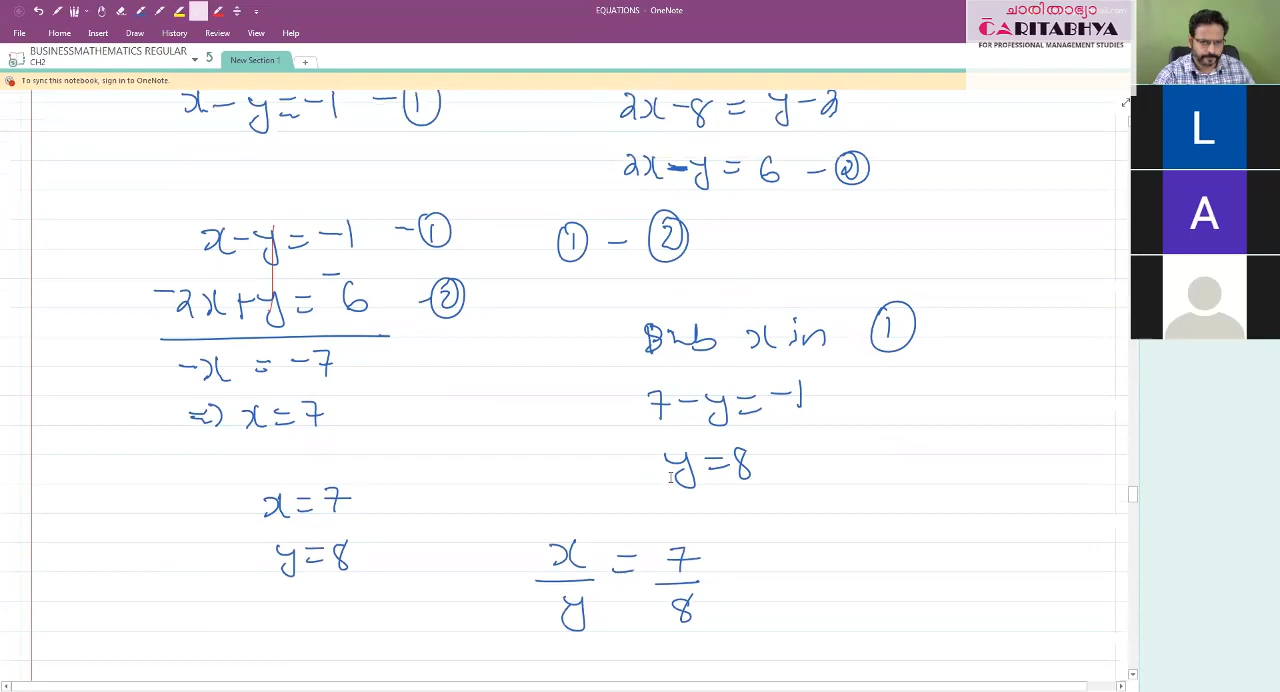 EQUATIONS - OneNote
File Home Insert Draw History Review View Help
ചാരിതാഭ്യാ
CARITABHYA
FOR PROFESSIONAL MANAGEMENT STUDIES
BUSINESSMATHEMATICS REGULAR
CH2
New Section 1
To sync this notebook, sign in to OneNote.
x - y = -1 - ①
2x - 8 = y - 2
2x - y = 6 - ②
x - y = -1 - ①
① - ②
-2x + y = -6 - ②
-x = -7
⇒ x = 7
Sub x in ①
7 - y = -1
y = 8
x = 7
y = 8
x/y = 7/8
L
A